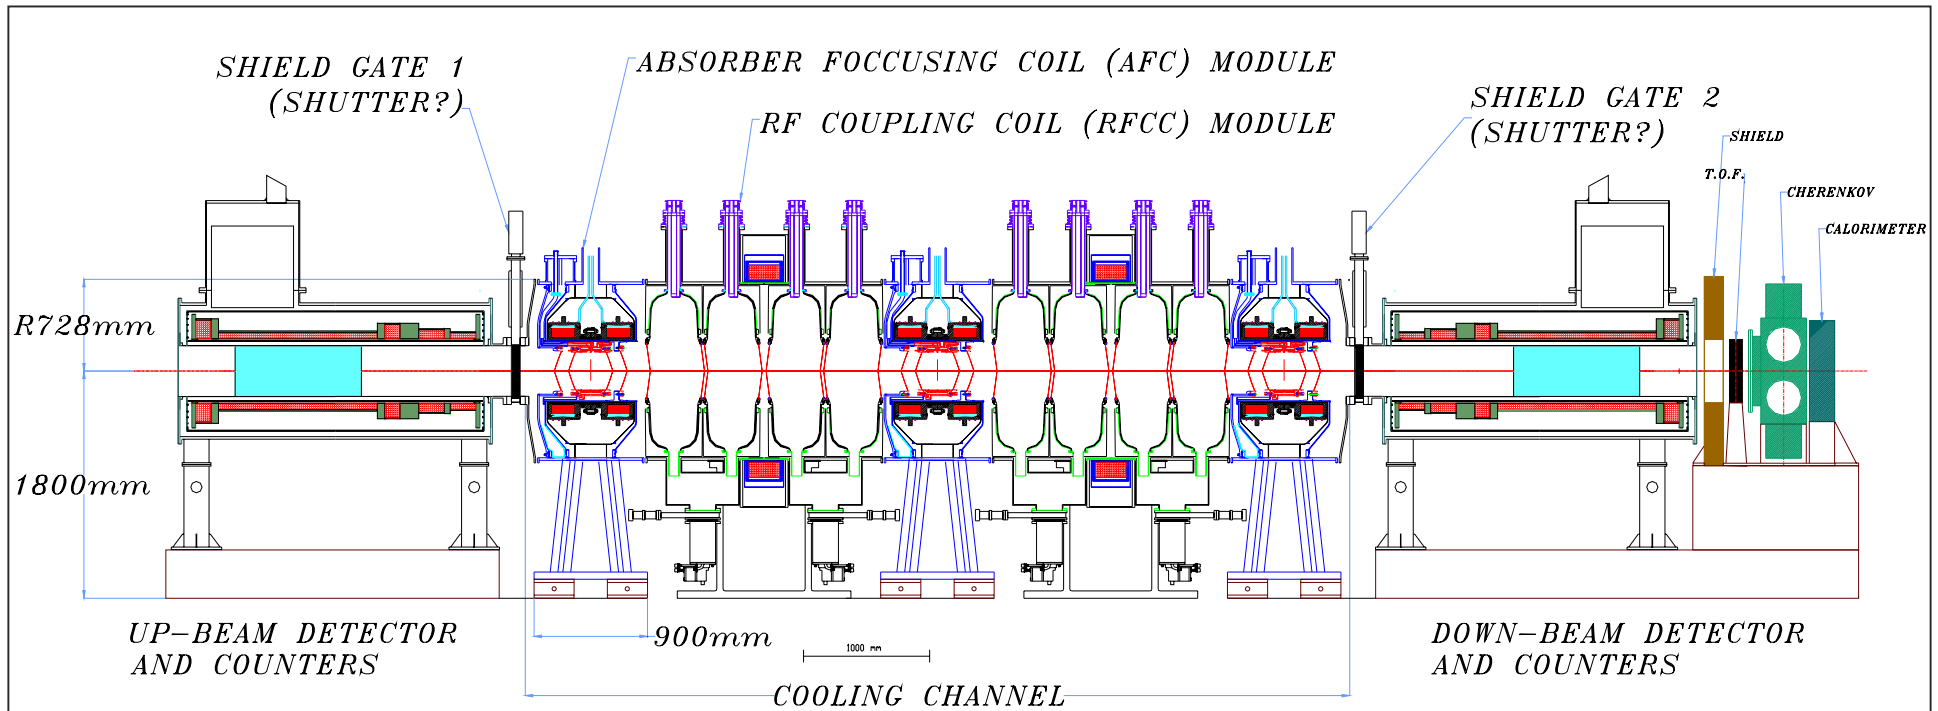 SHIELD GATE 1
(SHUTTER?)
ABSORBER FOCCUSING COIL (AFC) MODULE
RF COUPLING COIL (RFCC) MODULE
SHIELD GATE 2
(SHUTTER?)
SHIELD
T.O.F.
CHERENKOV
CALORIMETER
R728mm
1800mm
UP-BEAM DETECTOR
AND COUNTERS
900mm
1000 mm
COOLING CHANNEL
DOWN-BEAM DETECTOR
AND COUNTERS